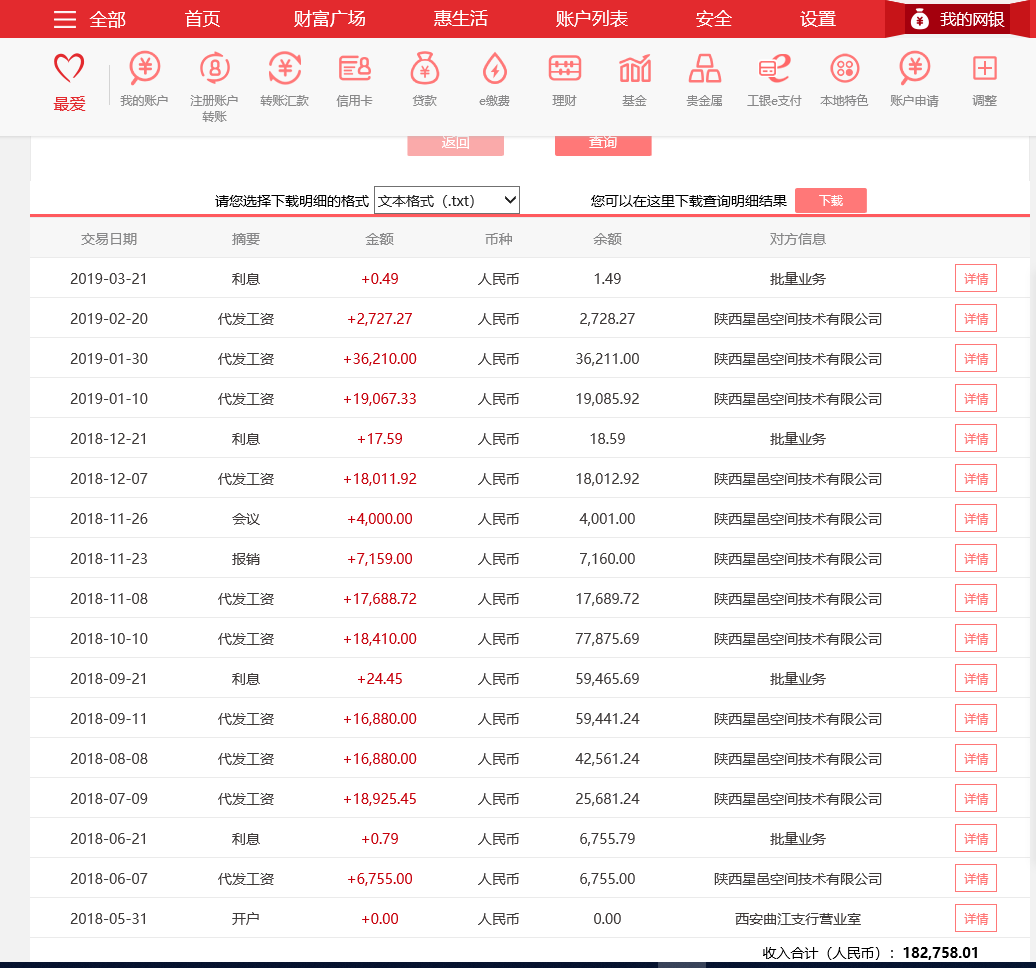 全部 首页 财富广场 惠生活 账户列表 安全 设置 我的网银
最爱 我的账户 注册账户 转账汇款 信用卡 贷款 e缴费 理财 基金 贵金属 工银e支付 本地特色 账户申请 调整
转账
返回 查询
请您选择下载明细的格式 文本格式（.txt） 您可以在这里下载查询明细结果 下载
交易日期 摘要 金额 币种 余额 对方信息
2019-03-21 利息 +0.49 人民币 1.49 批量业务 详情
2019-02-20 代发工资 +2,727.27 人民币 2,728.27 陕西星邑空间技术有限公司 详情
2019-01-30 代发工资 +36,210.00 人民币 36,211.00 陕西星邑空间技术有限公司 详情
2019-01-10 代发工资 +19,067.33 人民币 19,085.92 陕西星邑空间技术有限公司 详情
2018-12-21 利息 +17.59 人民币 18.59 批量业务 详情
2018-12-07 代发工资 +18,011.92 人民币 18,012.92 陕西星邑空间技术有限公司 详情
2018-11-26 会议 +4,000.00 人民币 4,001.00 陕西星邑空间技术有限公司 详情
2018-11-23 报销 +7,159.00 人民币 7,160.00 陕西星邑空间技术有限公司 详情
2018-11-08 代发工资 +17,688.72 人民币 17,689.72 陕西星邑空间技术有限公司 详情
2018-10-10 代发工资 +18,410.00 人民币 77,875.69 陕西星邑空间技术有限公司 详情
2018-09-21 利息 +24.45 人民币 59,465.69 批量业务 详情
2018-09-11 代发工资 +16,880.00 人民币 59,441.24 陕西星邑空间技术有限公司 详情
2018-08-08 代发工资 +16,880.00 人民币 42,561.24 陕西星邑空间技术有限公司 详情
2018-07-09 代发工资 +18,925.45 人民币 25,681.24 陕西星邑空间技术有限公司 详情
2018-06-21 利息 +0.79 人民币 6,755.79 批量业务 详情
2018-06-07 代发工资 +6,755.00 人民币 6,755.00 陕西星邑空间技术有限公司 详情
2018-05-31 开户 +0.00 人民币 0.00 西安曲江支行营业室 详情
收入合计（人民币）：182,758.01